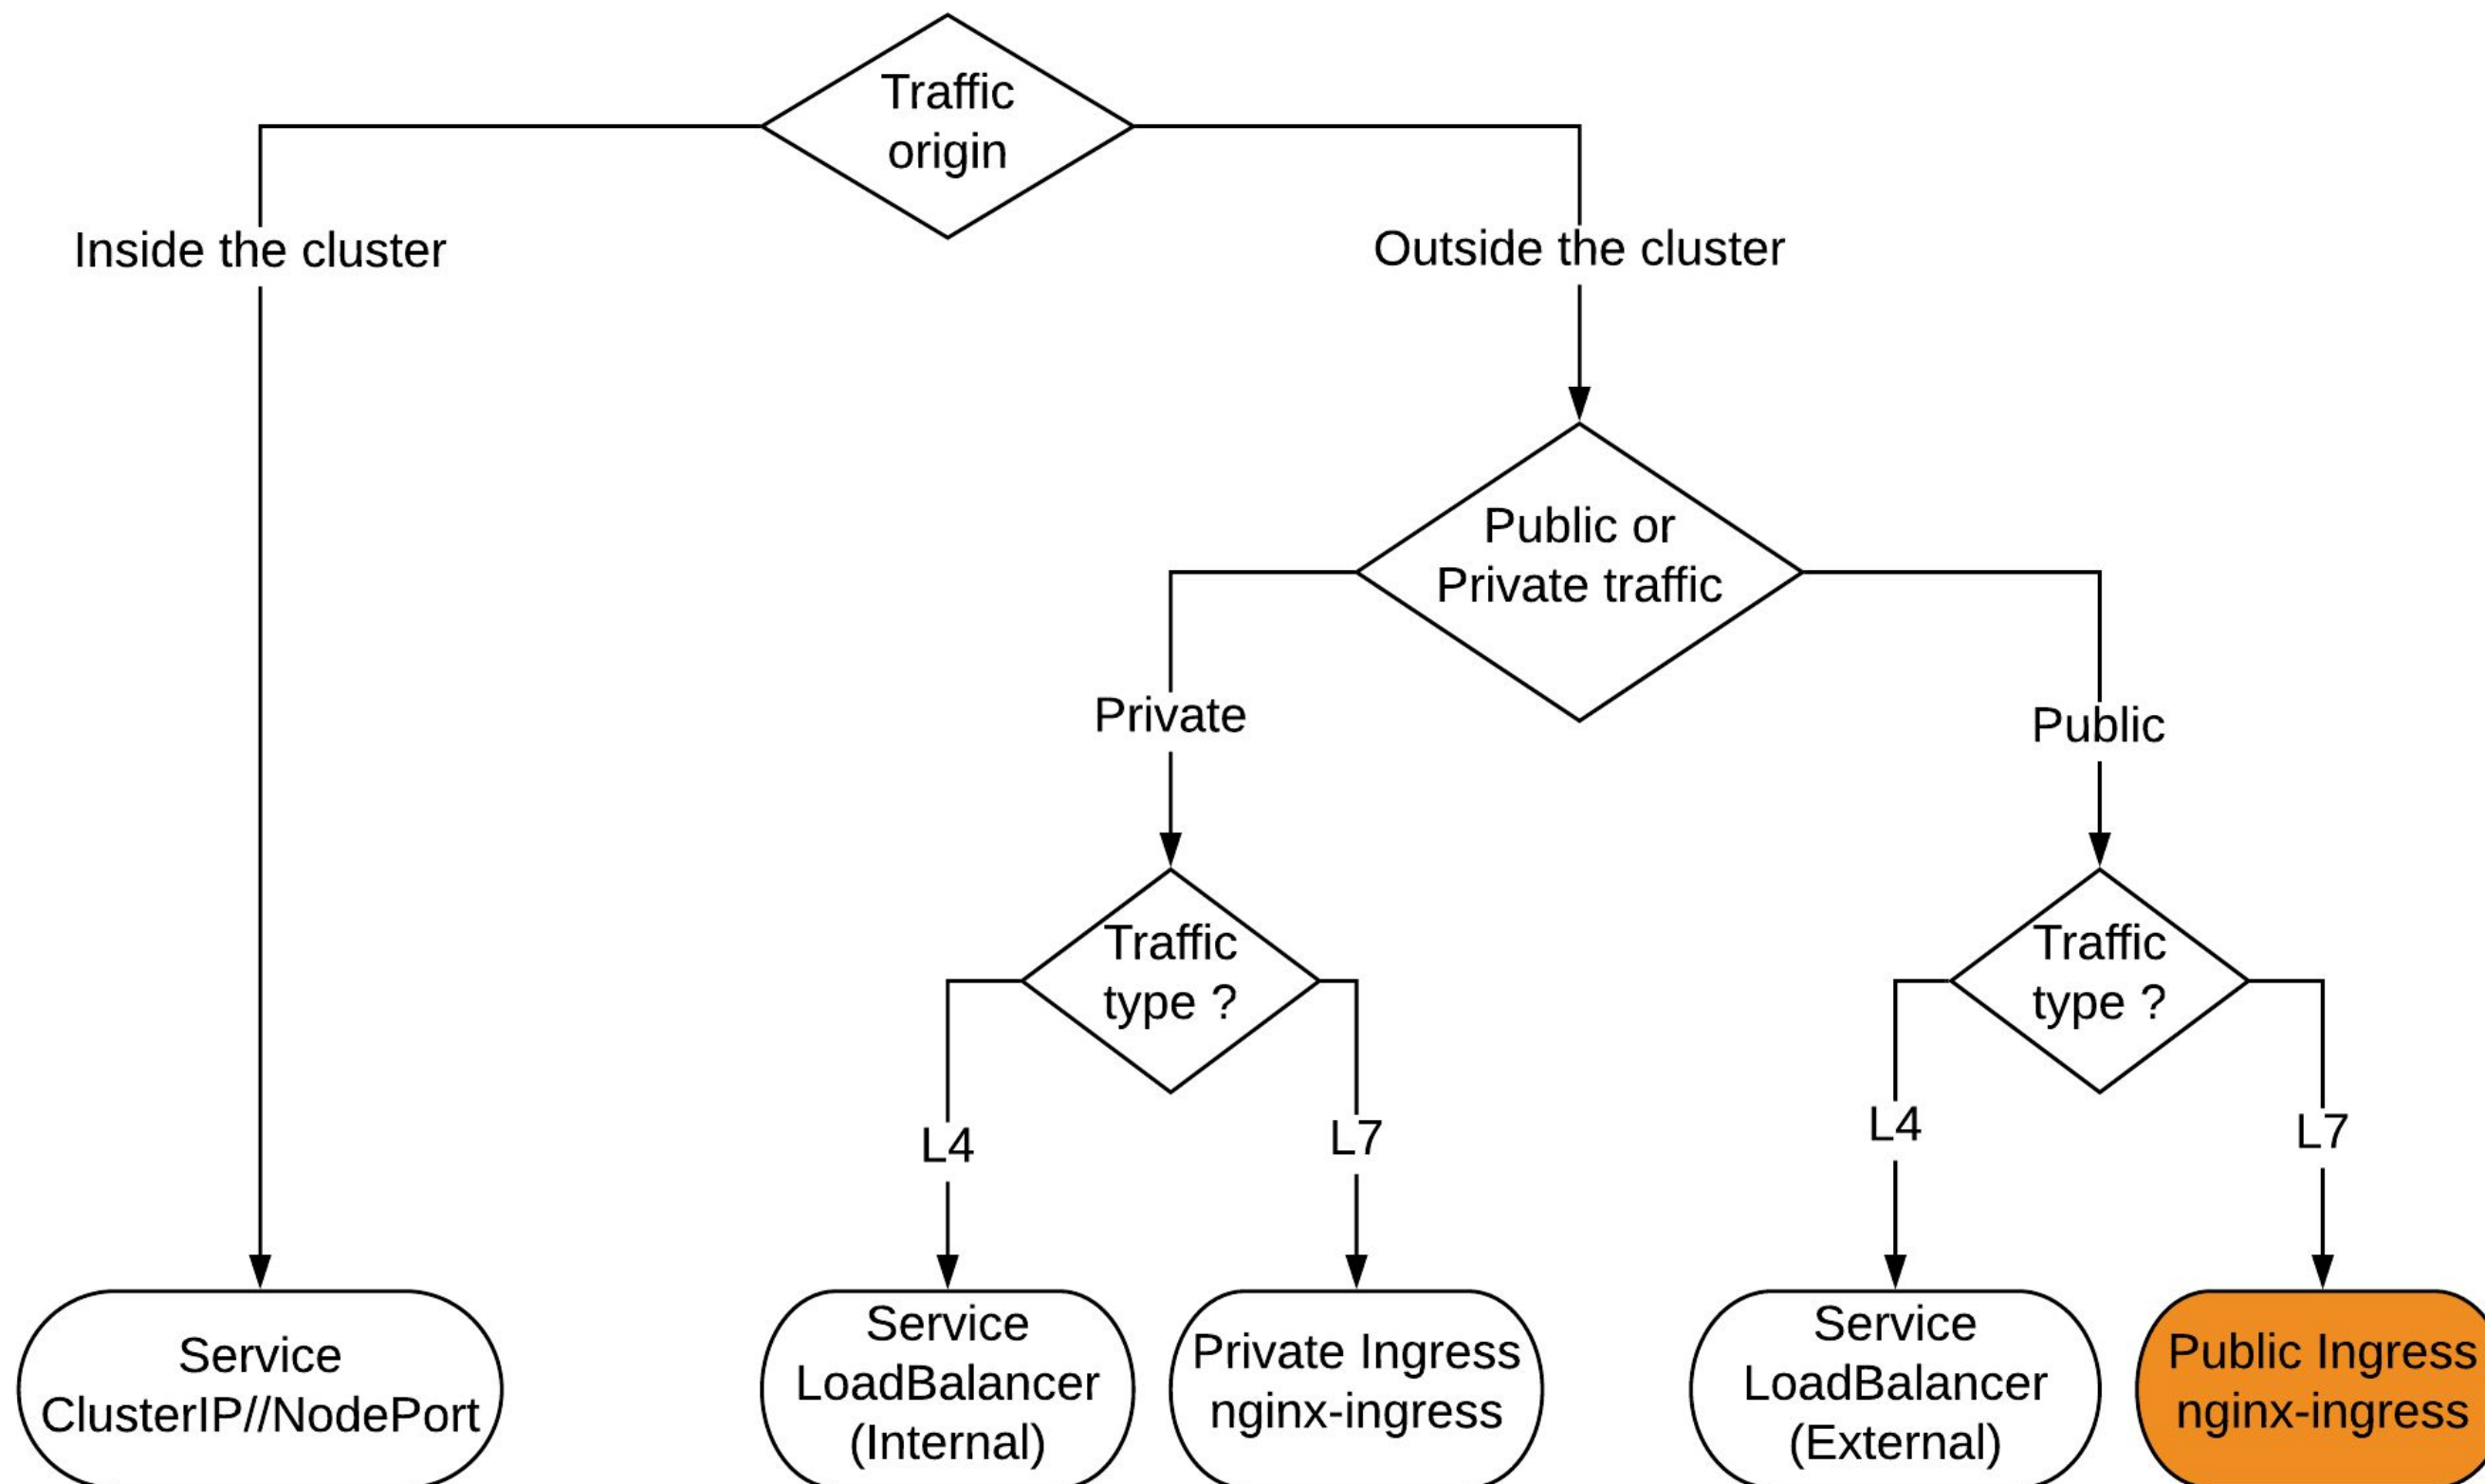 Traffic
origin
Inside the cluster
Outside the cluster
Public or
Private traffic
Private
Public
Traffic
type ?
Traffic
type ?
L4
L7
L4
L7
Service
ClusterIP//NodePort
Service
LoadBalancer
(Internal)
Private Ingress
nginx-ingress
Service
LoadBalancer
(External)
Public Ingress
nginx-ingress